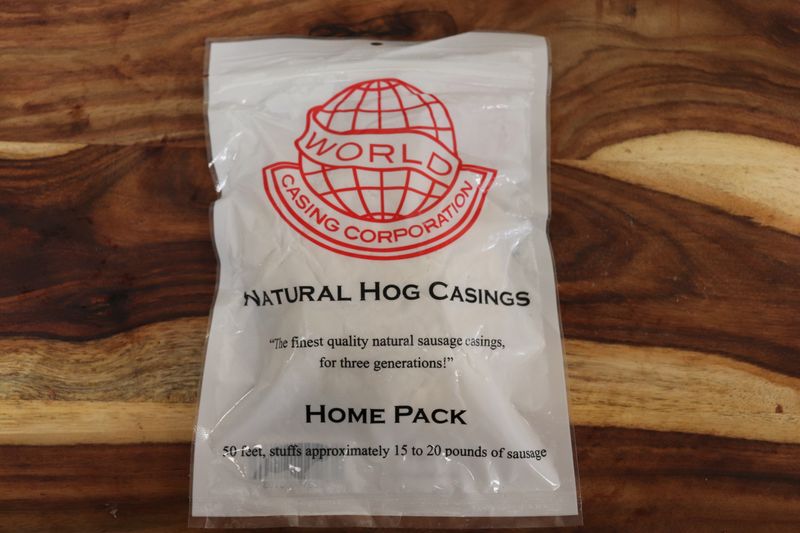 WORLD
CASING CORPORATION
NATURAL HOG CASINGS
“The finest quality natural sausage casings,
for three generations!”
HOME PACK
50 feet, stuffs approximately 15 to 20 pounds of sausage